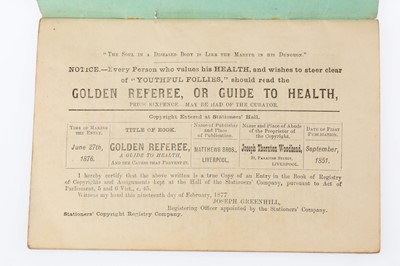 "The Soul in a Diseased Body is Like the Martyr in his Dungeon."
NOTICE.—Every Person who values his HEALTH, and wishes to steer clear
of "YOUTHFUL FOLLIES," should read the
GOLDEN REFEREE, OR GUIDE TO HEALTH,
PRICE SIXPENCE. MAY BE HAD OF THE CURATOR.
Copyright Entered at Stationers' Hall.
Time of Making the Entry. | TITLE OF BOOK. | Name of Publisher and Place of Publication. | Name and Place of Abode of the Proprietor of the Copyright. | Date of First Publication.
June 27th, 1876. | GOLDEN REFEREE, A GUIDE TO HEALTH, | MATTHEWS BROS., LIVERPOOL. | Joseph Thornton Woodhead, LIVERPOOL. | September, 1851.
I hereby certify that the above written is a true Copy of an Entry in the Book of Registry
of Copyrights and Assignments kept at the Hall of the Stationers' Company, pursuant to Act of
Parliament, 5 and 6 Vict., c. 45.
Witness my hand this nineteenth day of February, 1877.
JOSEPH GREENHILL,
Registering Officer appointed by the Stationers' Company.
Stationers' Copyright Registry Company.